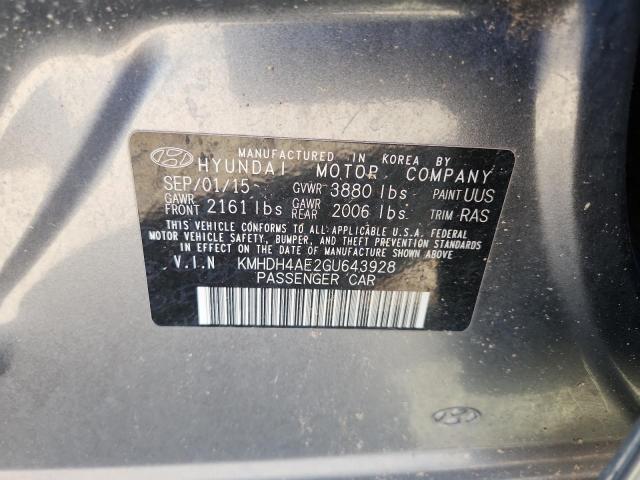 MANUFACTURED IN KOREA BY
HYUNDAI MOTOR COMPANY
SEP/01/15 GVWR 3880 lbs PAINT UUS
GAWR FRONT 2161 lbs GAWR REAR 2006 lbs. TRIM RAS
THIS VEHICLE CONFORMS TO ALL APPLICABLE U.S.A. FEDERAL
MOTOR VEHICLE SAFETY, BUMPER, AND THEFT PREVENTION STANDARDS
IN EFFECT ON THE DATE OF MANUFACTURE SHOWN ABOVE
V.I.N KMHDH4AE2GU643928
PASSENGER CAR